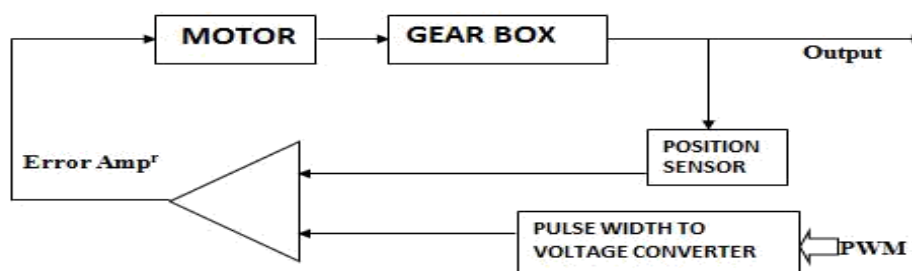 MOTOR
GEAR BOX
Output
Error Ampʳ
POSITION
SENSOR
PULSE WIDTH TO
VOLTAGE CONVERTER
PWM